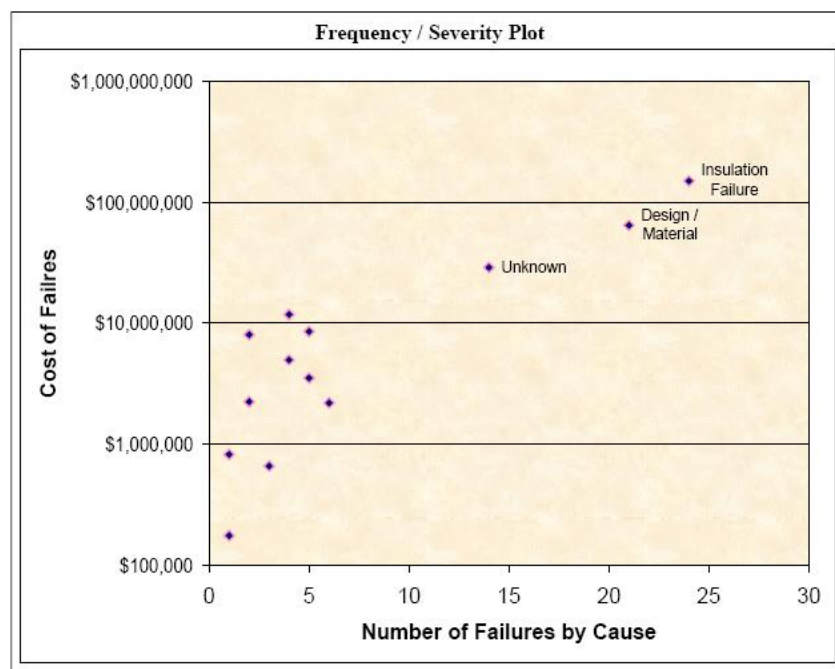 Frequency / Severity Plot
$1,000,000,000
$100,000,000
$10,000,000
$1,000,000
$100,000
Cost of Failres
Insulation
Failure
Design /
Material
Unknown
0 5 10 15 20 25 30
Number of Failures by Cause